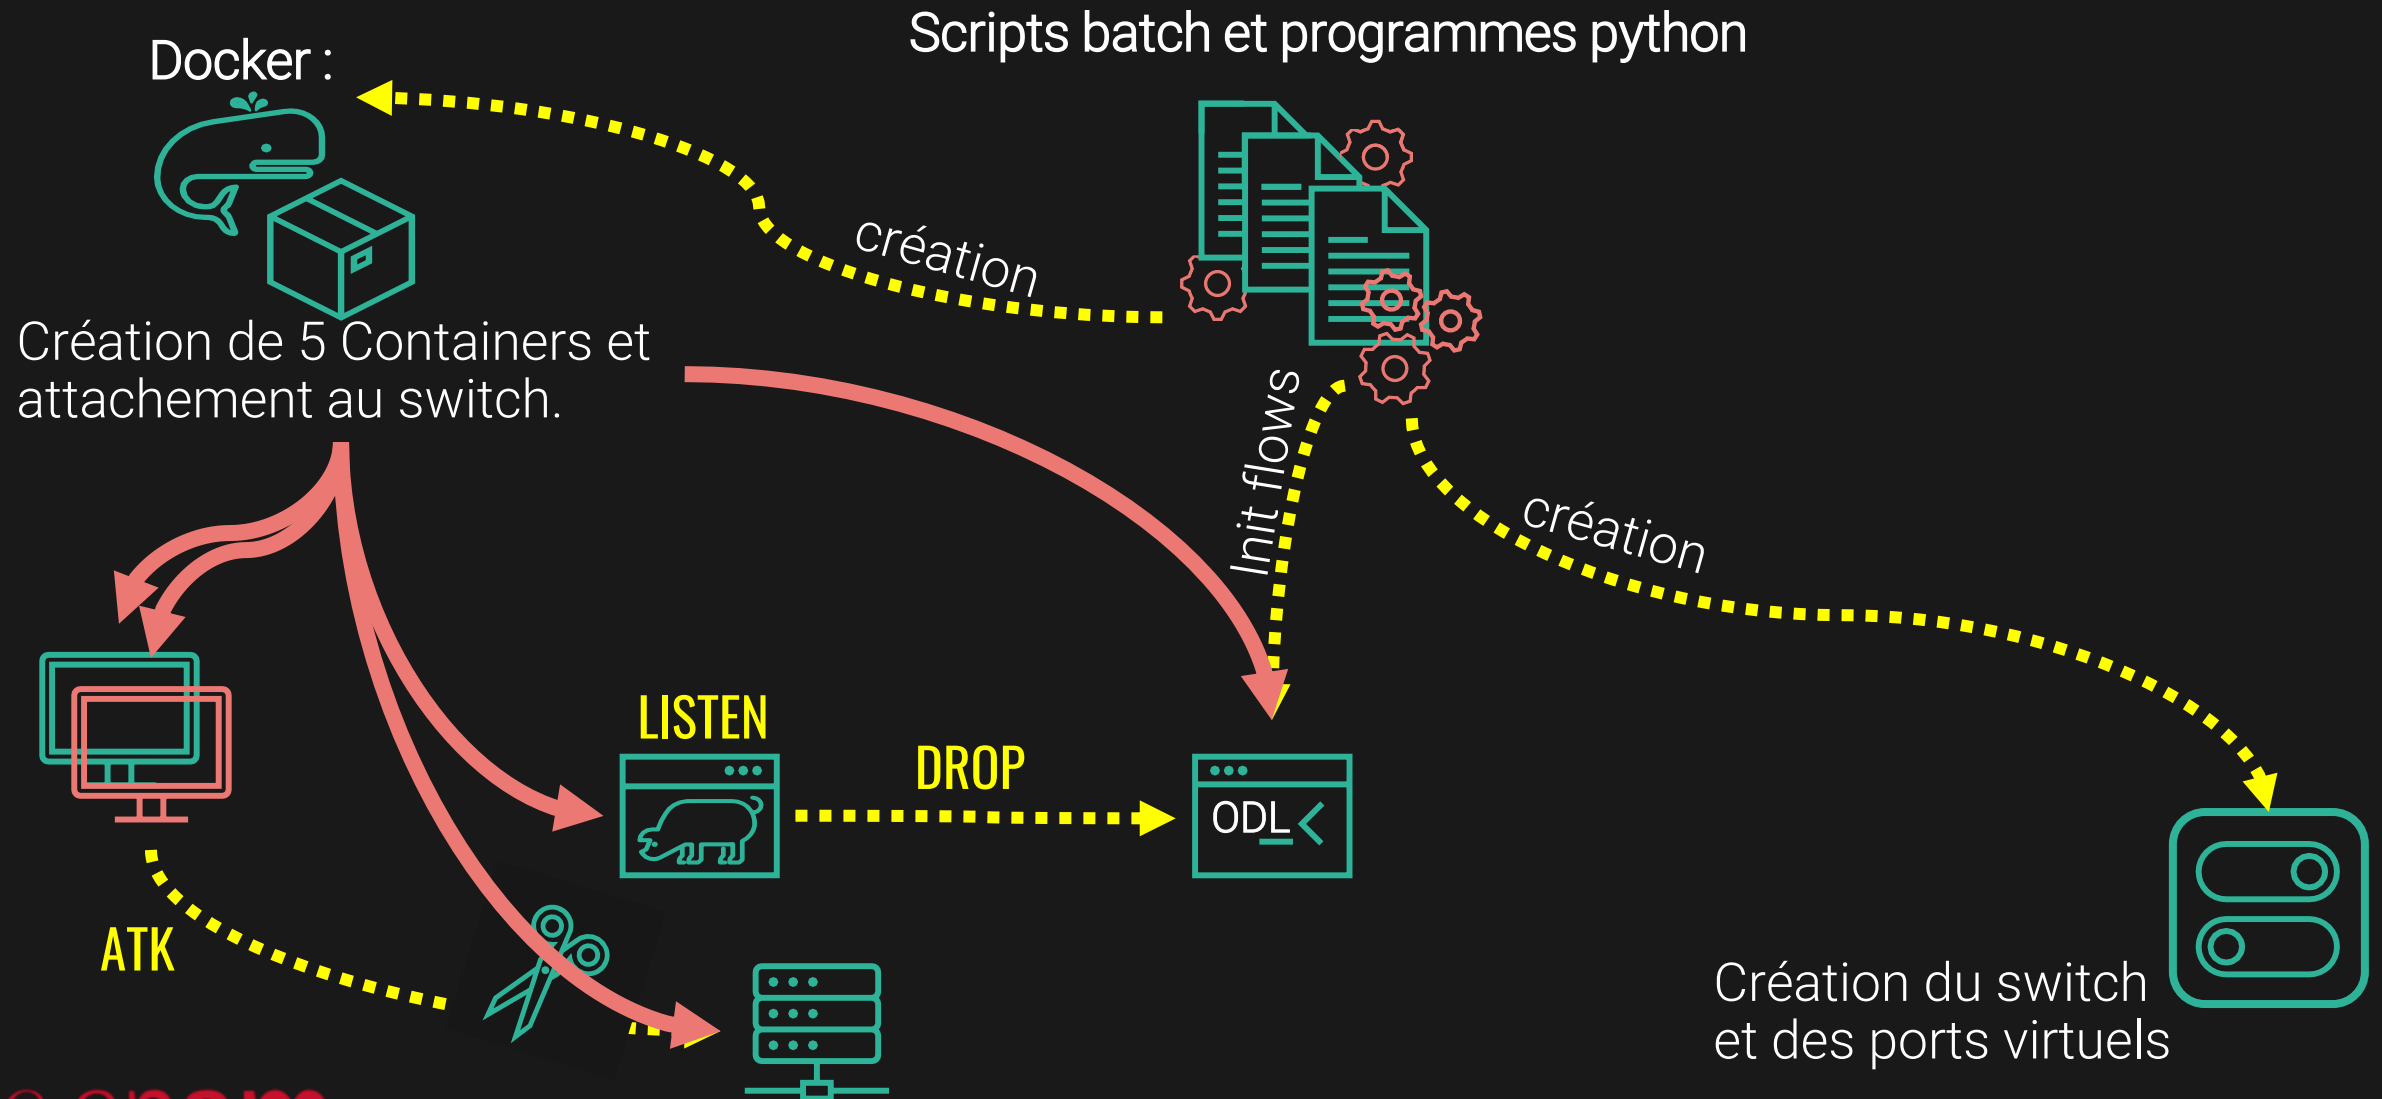 Scripts batch et programmes python
Docker :
création
Création de 5 Containers et
attachement au switch.
Init flows
création
LISTEN
DROP
ODL
ATK
Création du switch
et des ports virtuels